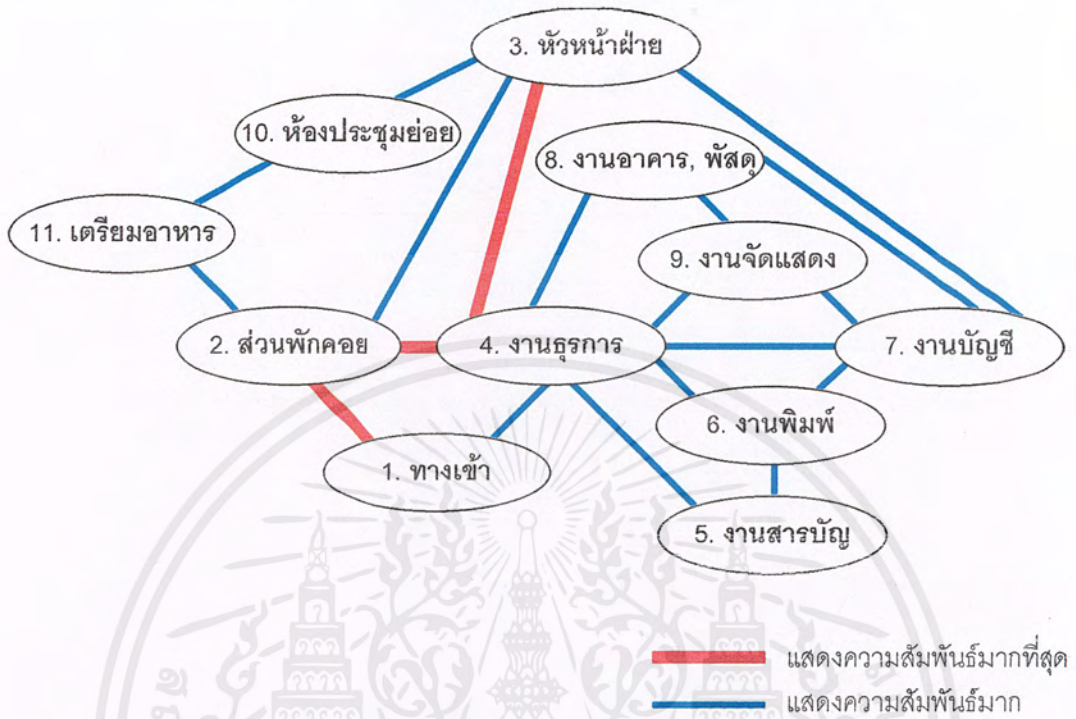 3. หัวหน้าฝ่าย
10. ห้องประชุมย่อย
8. งานอาคาร, พัสดุ
11. เตรียมอาหาร
9. งานจัดแสดง
2. ส่วนพักคอย
4. งานธุรการ
7. งานบัญชี
6. งานพิมพ์
1. ทางเข้า
5. งานสารบัญ
แสดงความสัมพันธ์มากที่สุด
แสดงความสัมพันธ์มาก